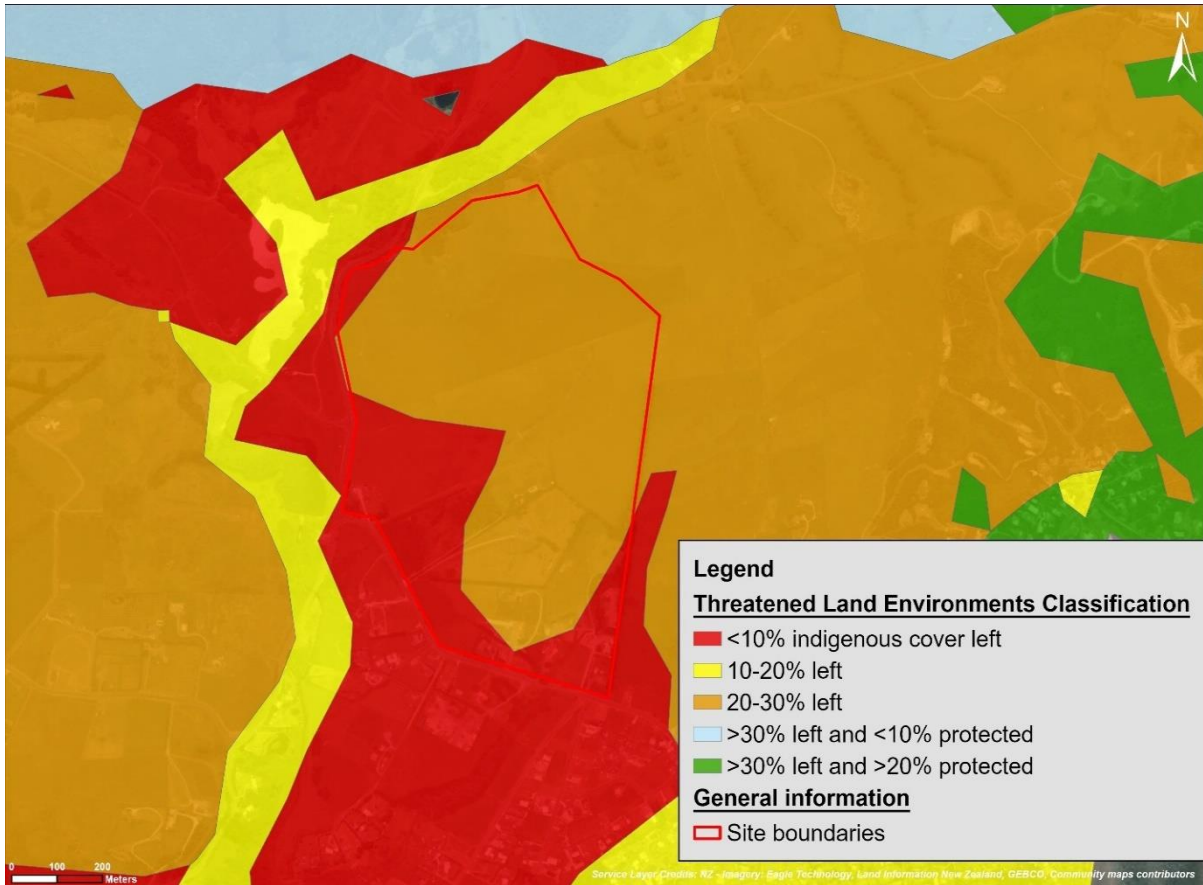 N
Legend
Threatened Land Environments Classification
<10% indigenous cover left
10-20% left
20-30% left
>30% left and <10% protected
>30% left and >20% protected
General information
Site boundaries
0 100 200
Meters
Service Layer Credits: NZ - Imagery: Eagle Technology, Land Information New Zealand, GEBCO, Community maps contributors